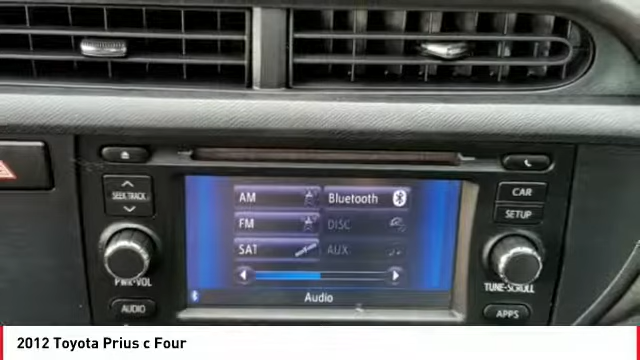 SEEK TRACK
PWR•VOL
AUDIO
AM
Bluetooth
FM
DISC
SAT
AUX
Audio
CAR
SETUP
TUNE•SCROLL
APPS
2012 Toyota Prius c Four